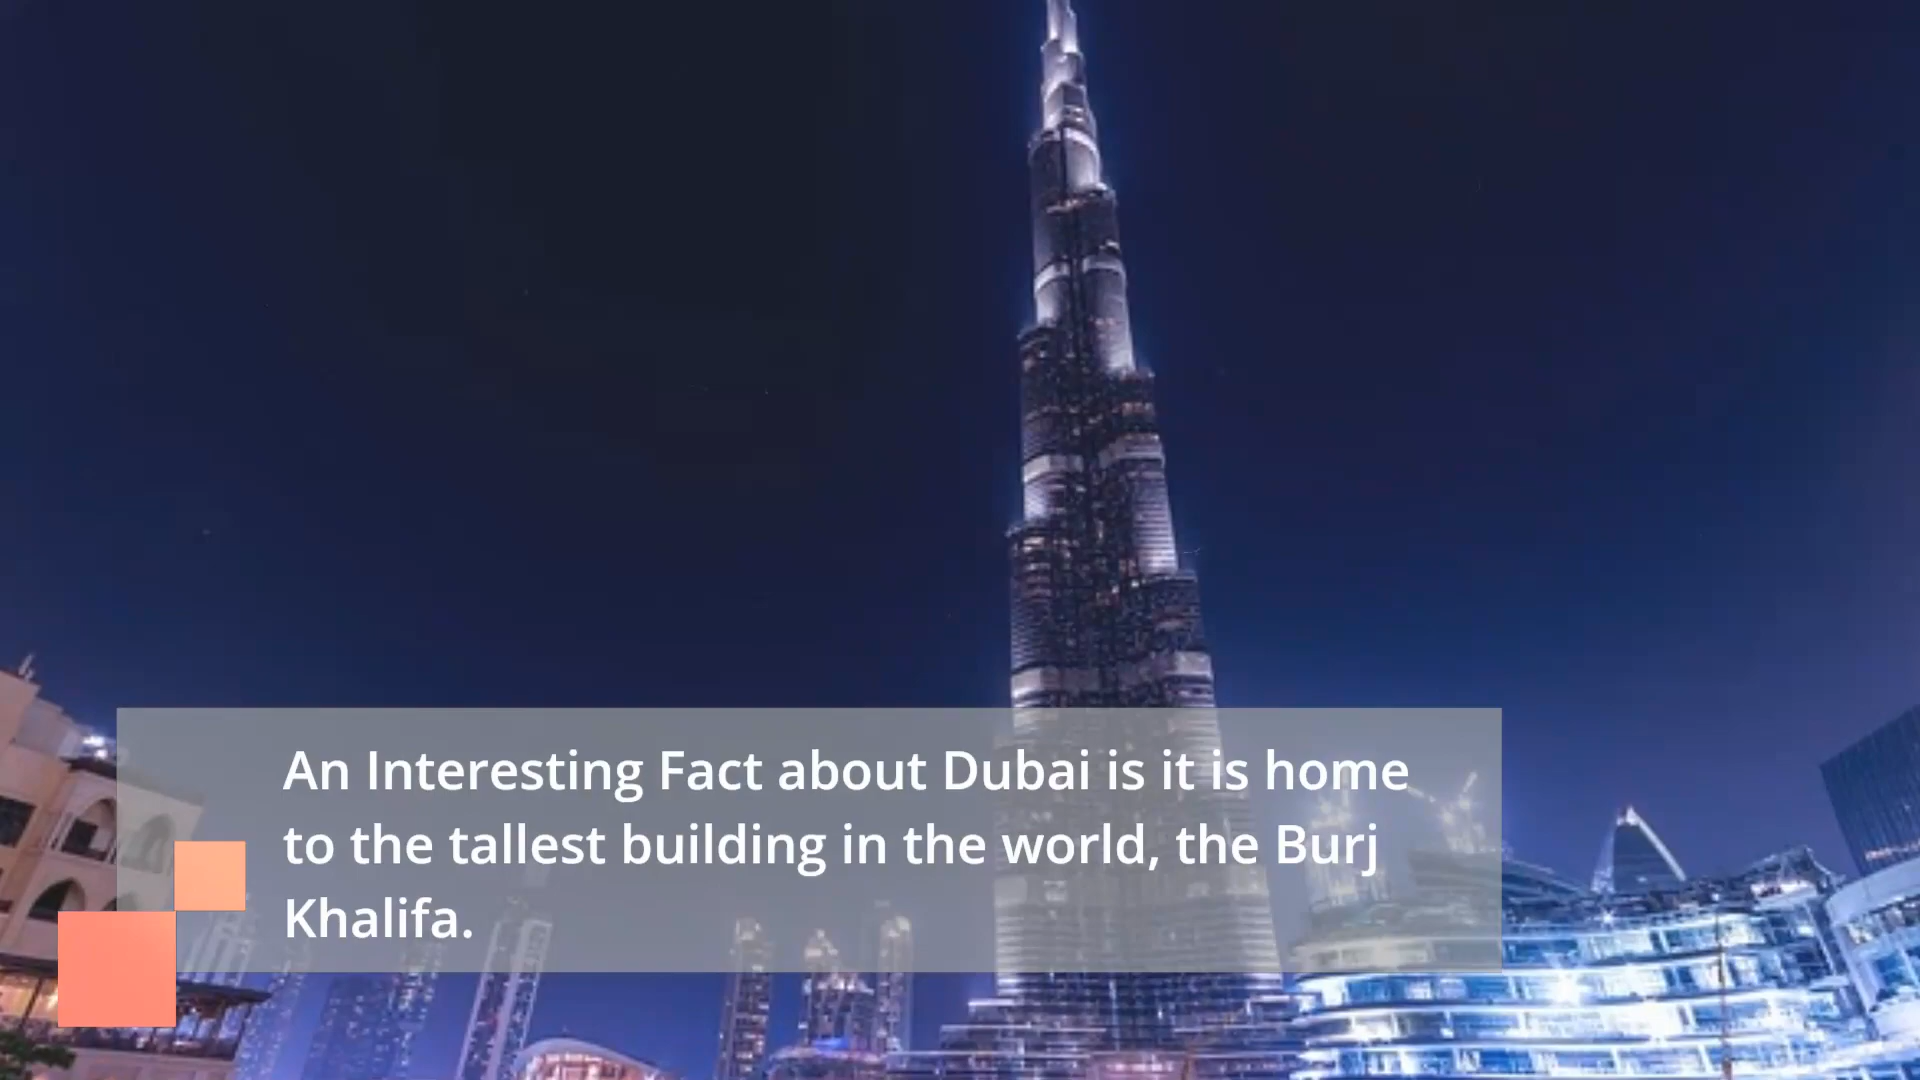 An Interesting Fact about Dubai is it is home
to the tallest building in the world, the Burj
Khalifa.